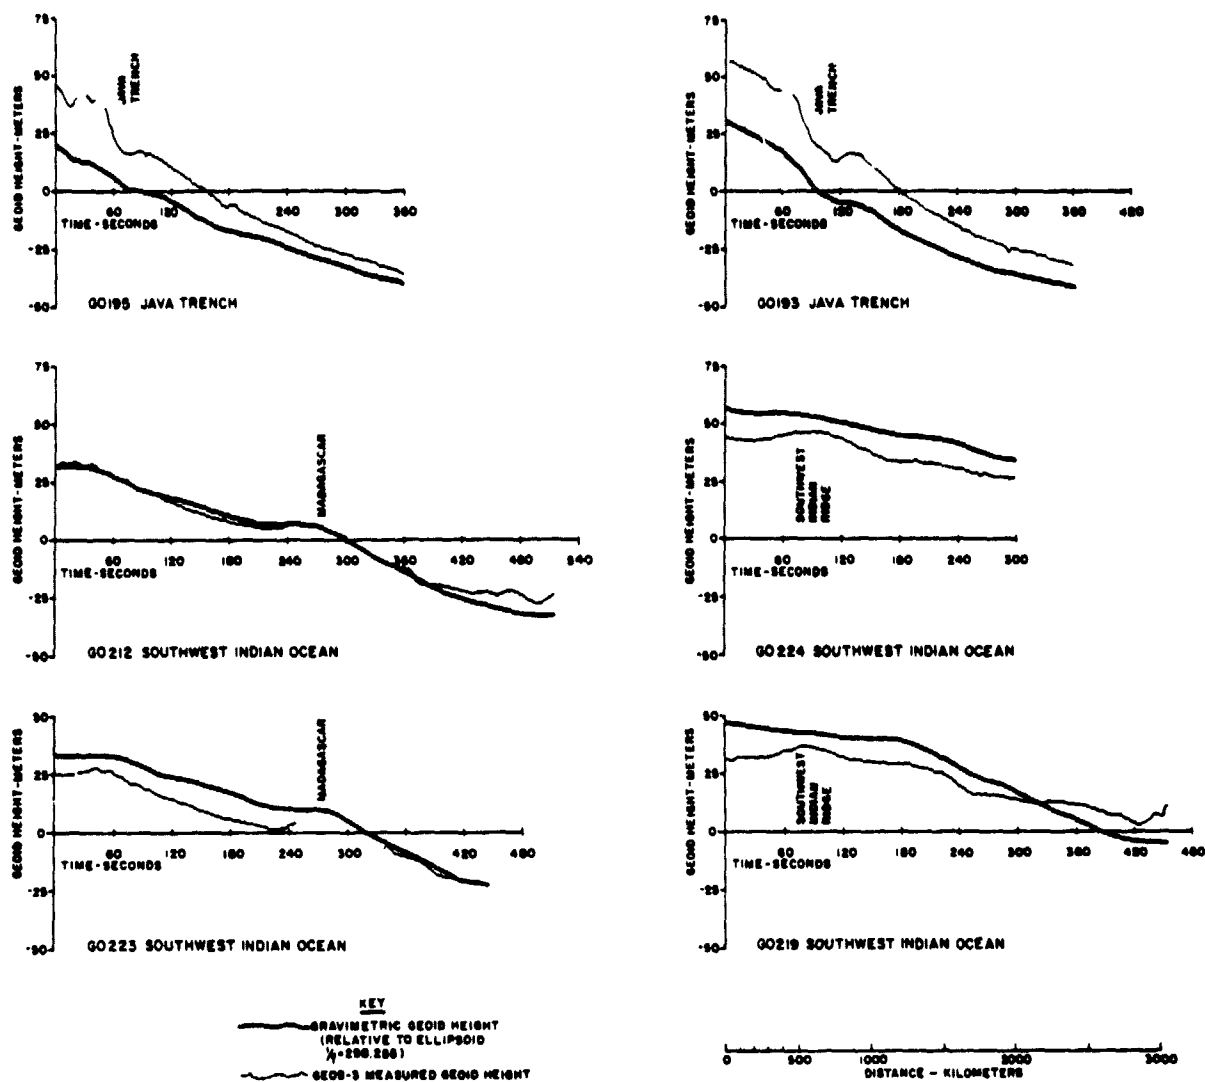 75
50
25
0
-25
-50
GEOID HEIGHT-METERS
JAVA
TRENCH
60 120 240 300 360
TIME-SECONDS
GO195 JAVA TRENCH
75
50
25
0
-25
-50
GEOID HEIGHT-METERS
JAVA
TRENCH
60 120 180 240 300 360 420
TIME-SECONDS
GO193 JAVA TRENCH
75
50
25
0
-25
-50
GEOID HEIGHT-METERS
MADAGASCAR
60 120 180 240 300 360 420 480 540
TIME-SECONDS
GO212 SOUTHWEST INDIAN OCEAN
75
50
25
0
-25
-50
GEOID HEIGHT-METERS
SOUTHWEST
INDIAN
RIDGE
60 120 180 240 300
TIME-SECONDS
GO224 SOUTHWEST INDIAN OCEAN
50
25
0
-25
-50
GEOID HEIGHT-METERS
MADAGASCAR
60 120 180 240 420 480
TIME-SECONDS
GO223 SOUTHWEST INDIAN OCEAN
50
25
0
-25
-50
GEOID HEIGHT-METERS
SOUTHWEST
INDIAN
RIDGE
60 120 180 240 300 360 420 480
TIME-SECONDS
GO219 SOUTHWEST INDIAN OCEAN
KEY
GRAVIMETRIC GEOID HEIGHT
(RELATIVE TO ELLIPSOID
GEOS-3 MEASURED GEOID HEIGHT
0 500 1000 2000 3000
DISTANCE - KILOMETERS